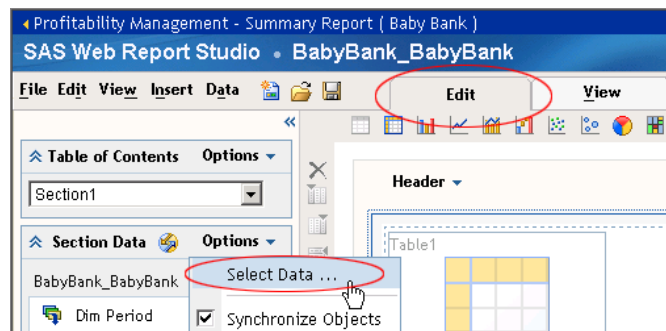 Profitability Management - Summary Report ( Baby Bank )
SAS Web Report Studio • BabyBank_BabyBank
File Edit View Insert Data
Edit
View
Table of Contents Options
Section1
Header
Section Data Options
Table1
Select Data ...
BabyBank_BabyBank
Dim Period
Synchronize Objects